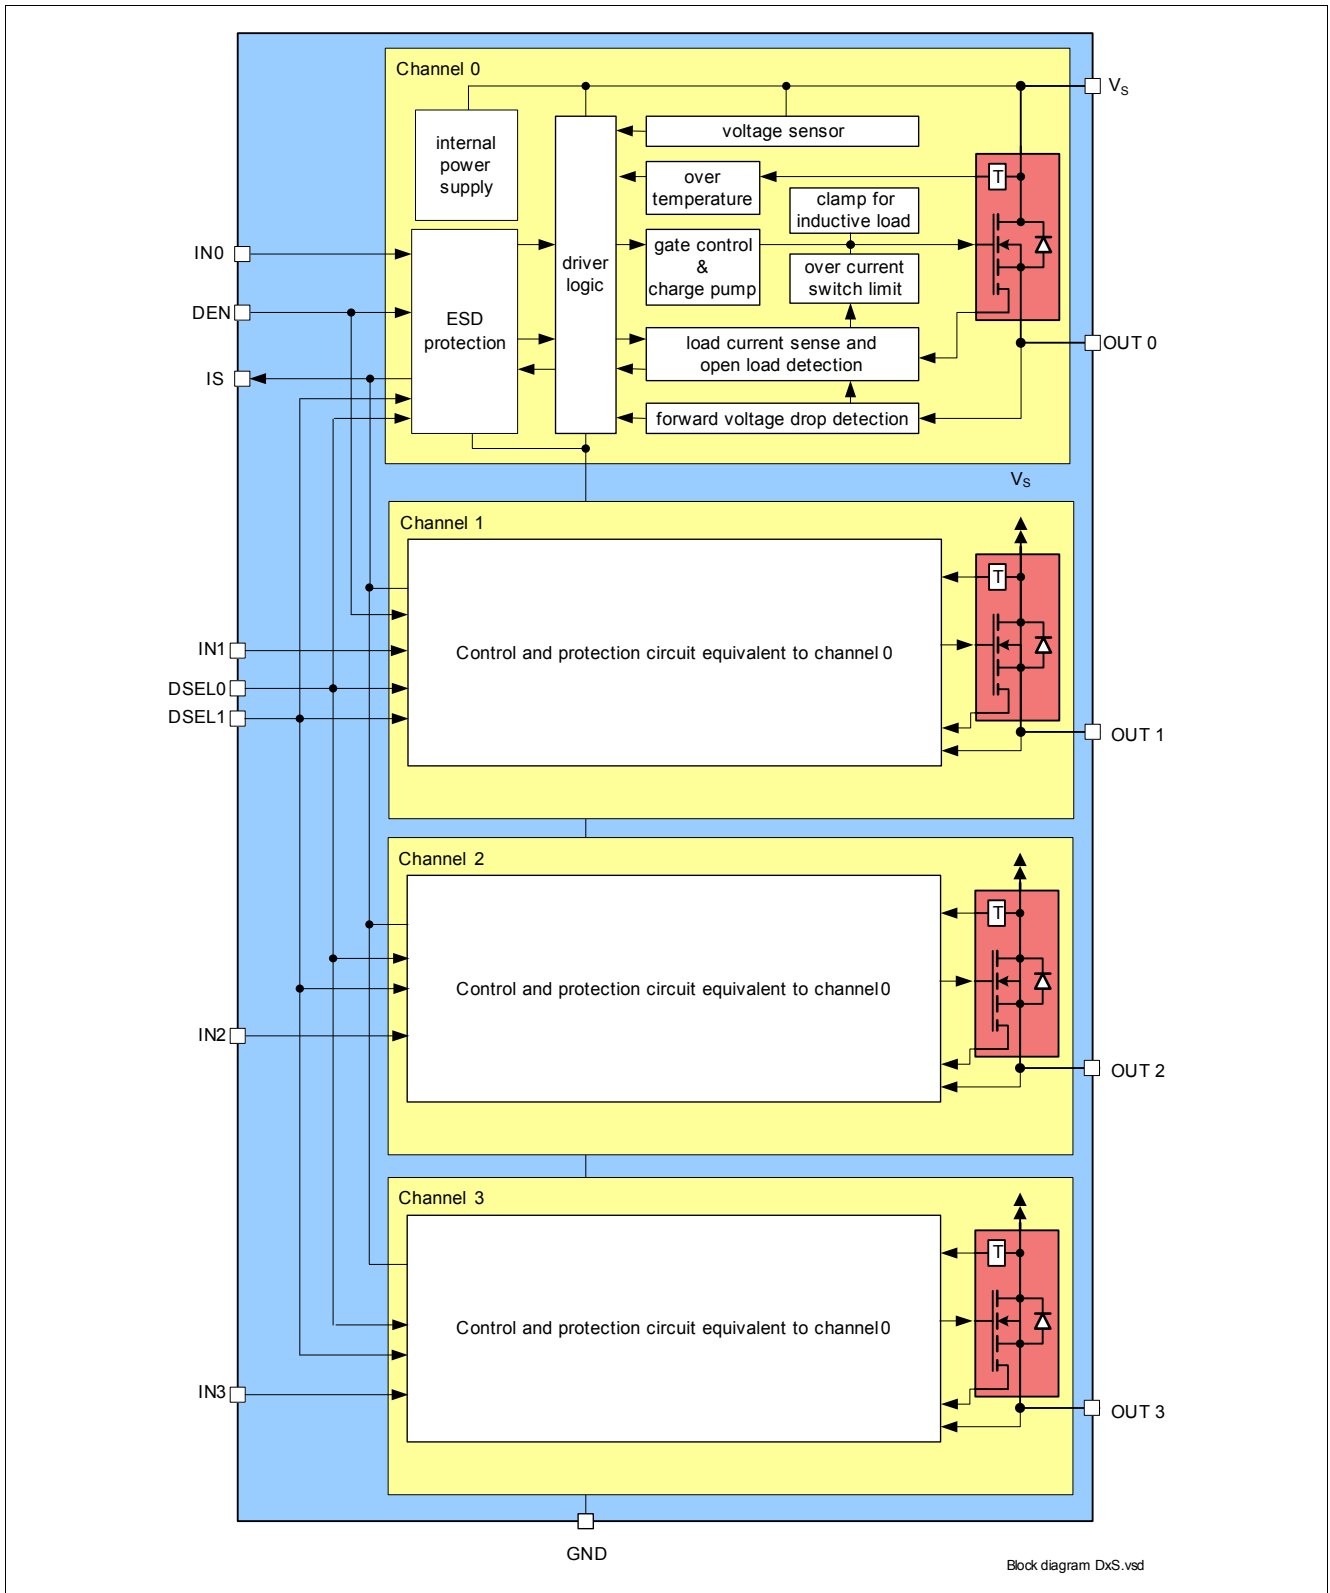 Channel 0
VS
internal
power
supply
voltage sensor
over
temperature
T
clamp for
inductive load
IN0
driver
logic
gate control
&
charge pump
over current
switch limit
DEN
ESD
protection
load current sense and
open load detection
OUT 0
IS
forward voltage drop detection
VS
Channel 1
T
IN1
Control and protection circuit equivalent to channel 0
DSEL0
DSEL1
OUT 1
Channel 2
T
Control and protection circuit equivalent to channel 0
IN2
OUT 2
Channel 3
T
Control and protection circuit equivalent to channel 0
IN3
OUT 3
GND
Block diagram DxS.vsd